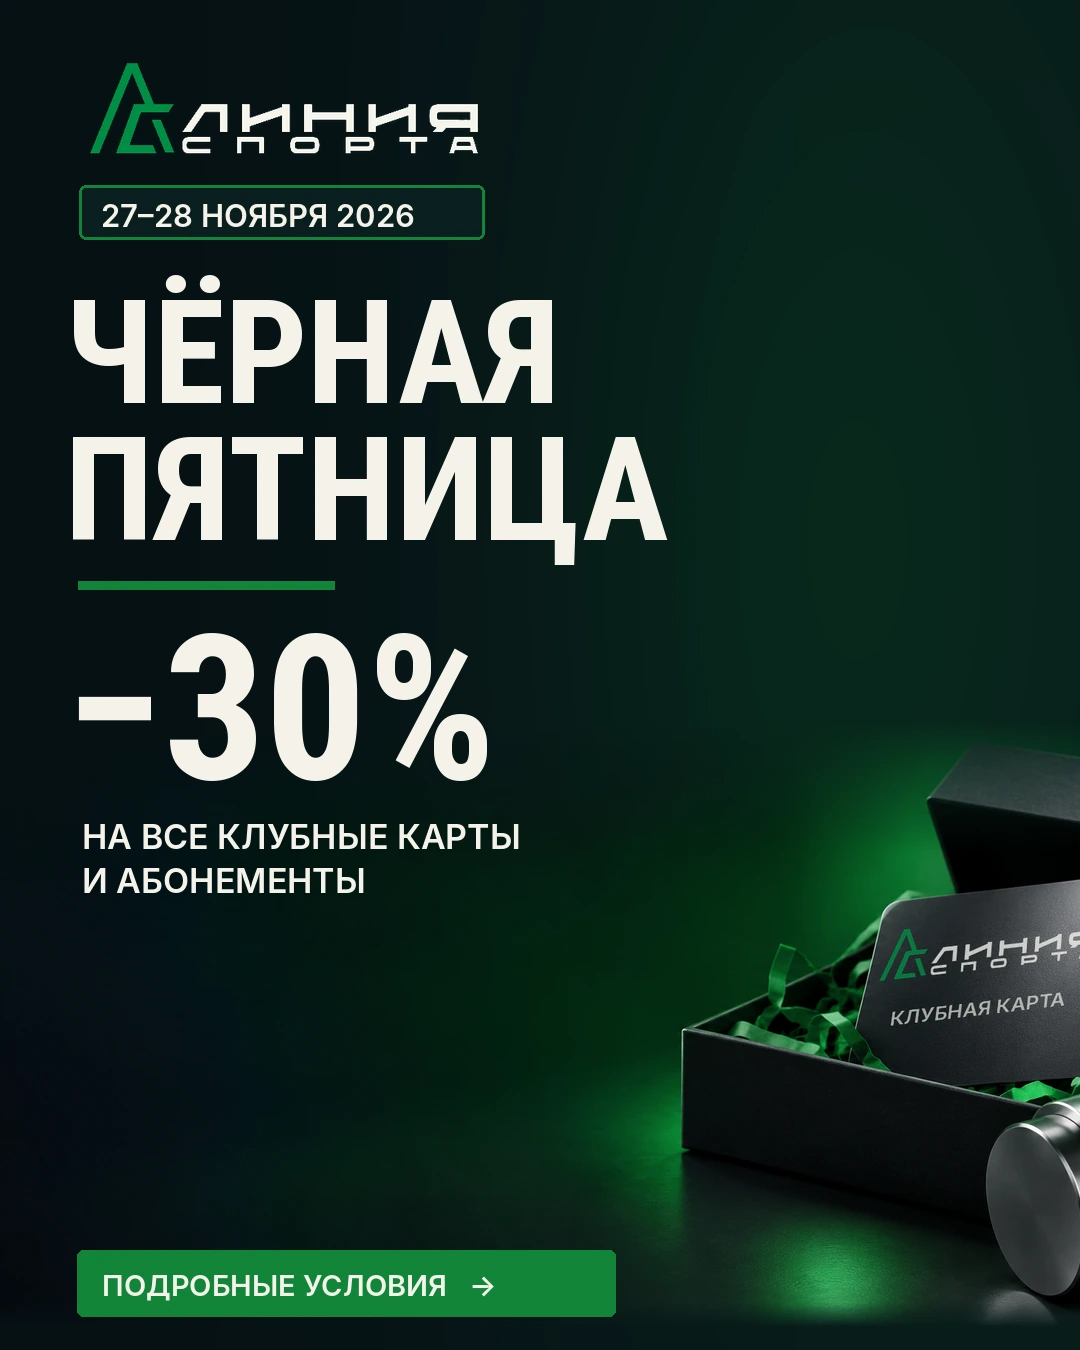 ЛИНИЯ
СПОРТА
27–28 НОЯБРЯ 2026
ЧЁРНАЯ
ПЯТНИЦА
–30%
НА ВСЕ КЛУБНЫЕ КАРТЫ
И АБОНЕМЕНТЫ
ЛИНИЯ
СПОРТ
КЛУБНАЯ КАРТА
ПОДРОБНЫЕ УСЛОВИЯ →